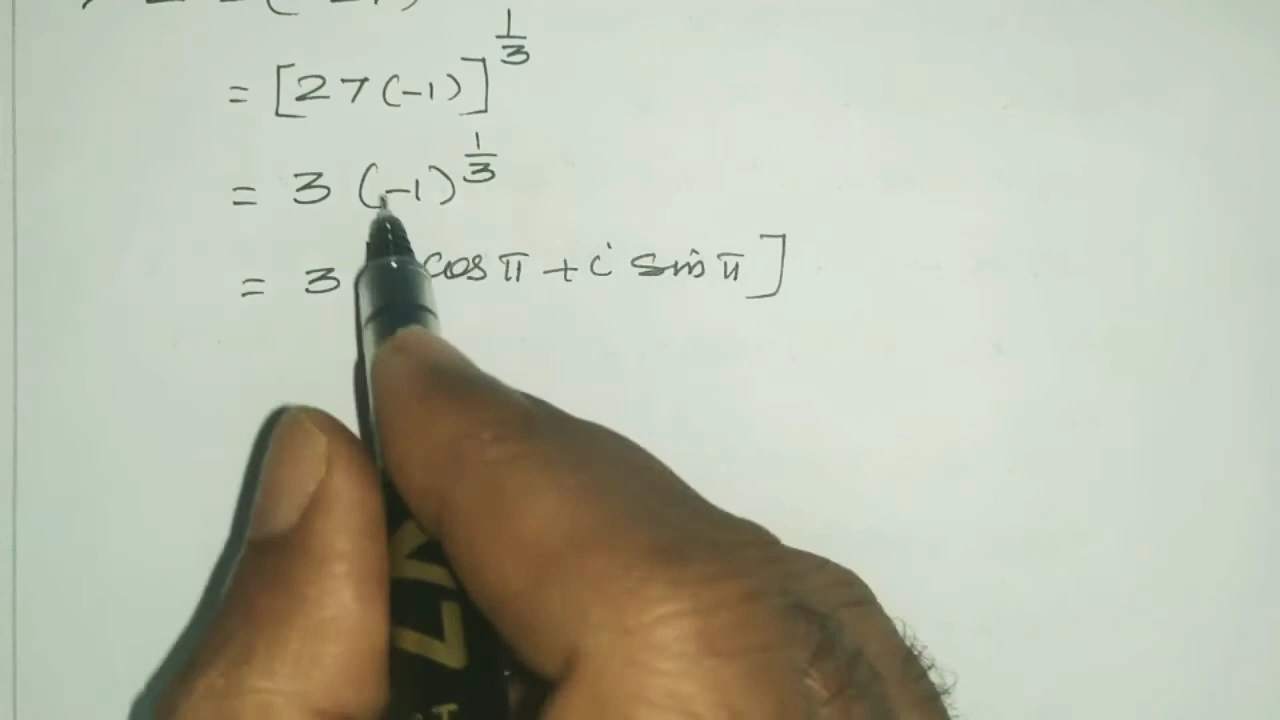 = [27(-1)]^{1/3}
= 3 (-1)^{1/3}
= 3 cos π + i sin π]